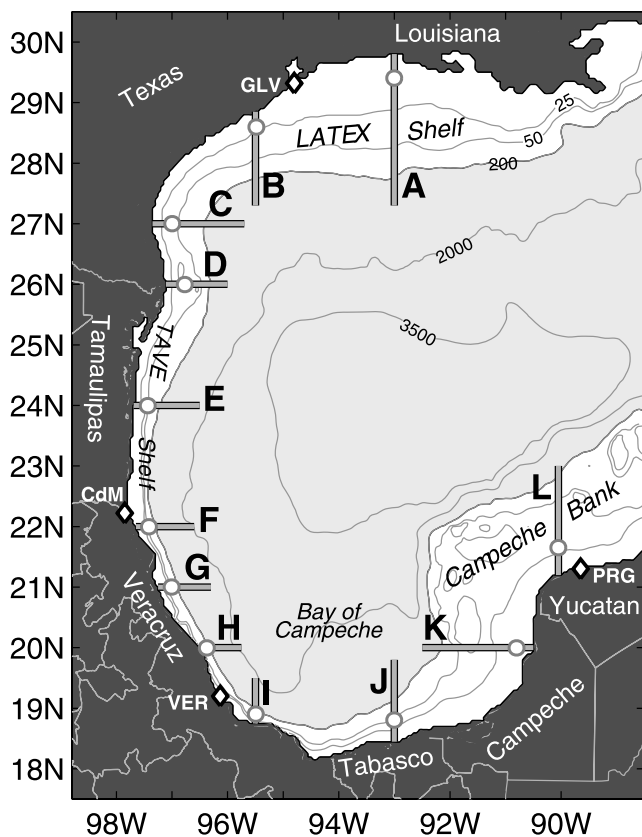 30N
Louisiana
Texas
GLV
29N
25
LATEX Shelf
50
28N
200
B
A
C
27N
D
2000
26N
3500
25N
TAVE
Tamaulipas
E
24N
Shelf
23N
L
Bank
CdM
F
22N
Campeche
G
PRG
21N
Yucatan
Veracruz
H
Bay of
Campeche
K
20N
I
J
VER
19N
Campeche
Tabasco
18N
98W
96W
94W
92W
90W